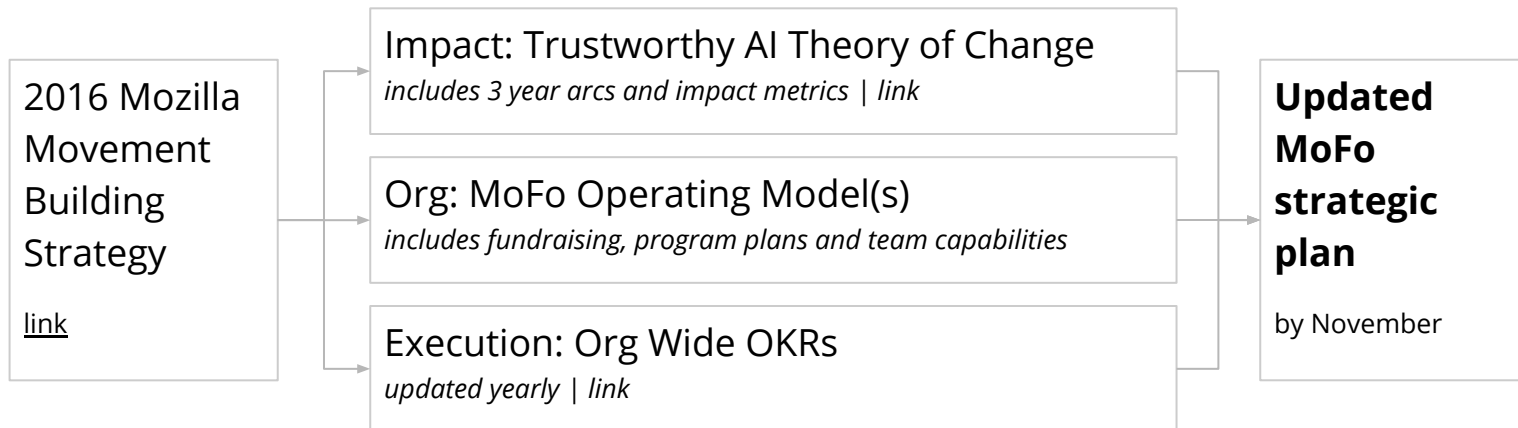 2016 Mozilla
Movement
Building
Strategy
link
Impact: Trustworthy AI Theory of Change
includes 3 year arcs and impact metrics | link
Org: MoFo Operating Model(s)
includes fundraising, program plans and team capabilities
Execution: Org Wide OKRs
updated yearly | link
Updated
MoFo
strategic
plan
by November